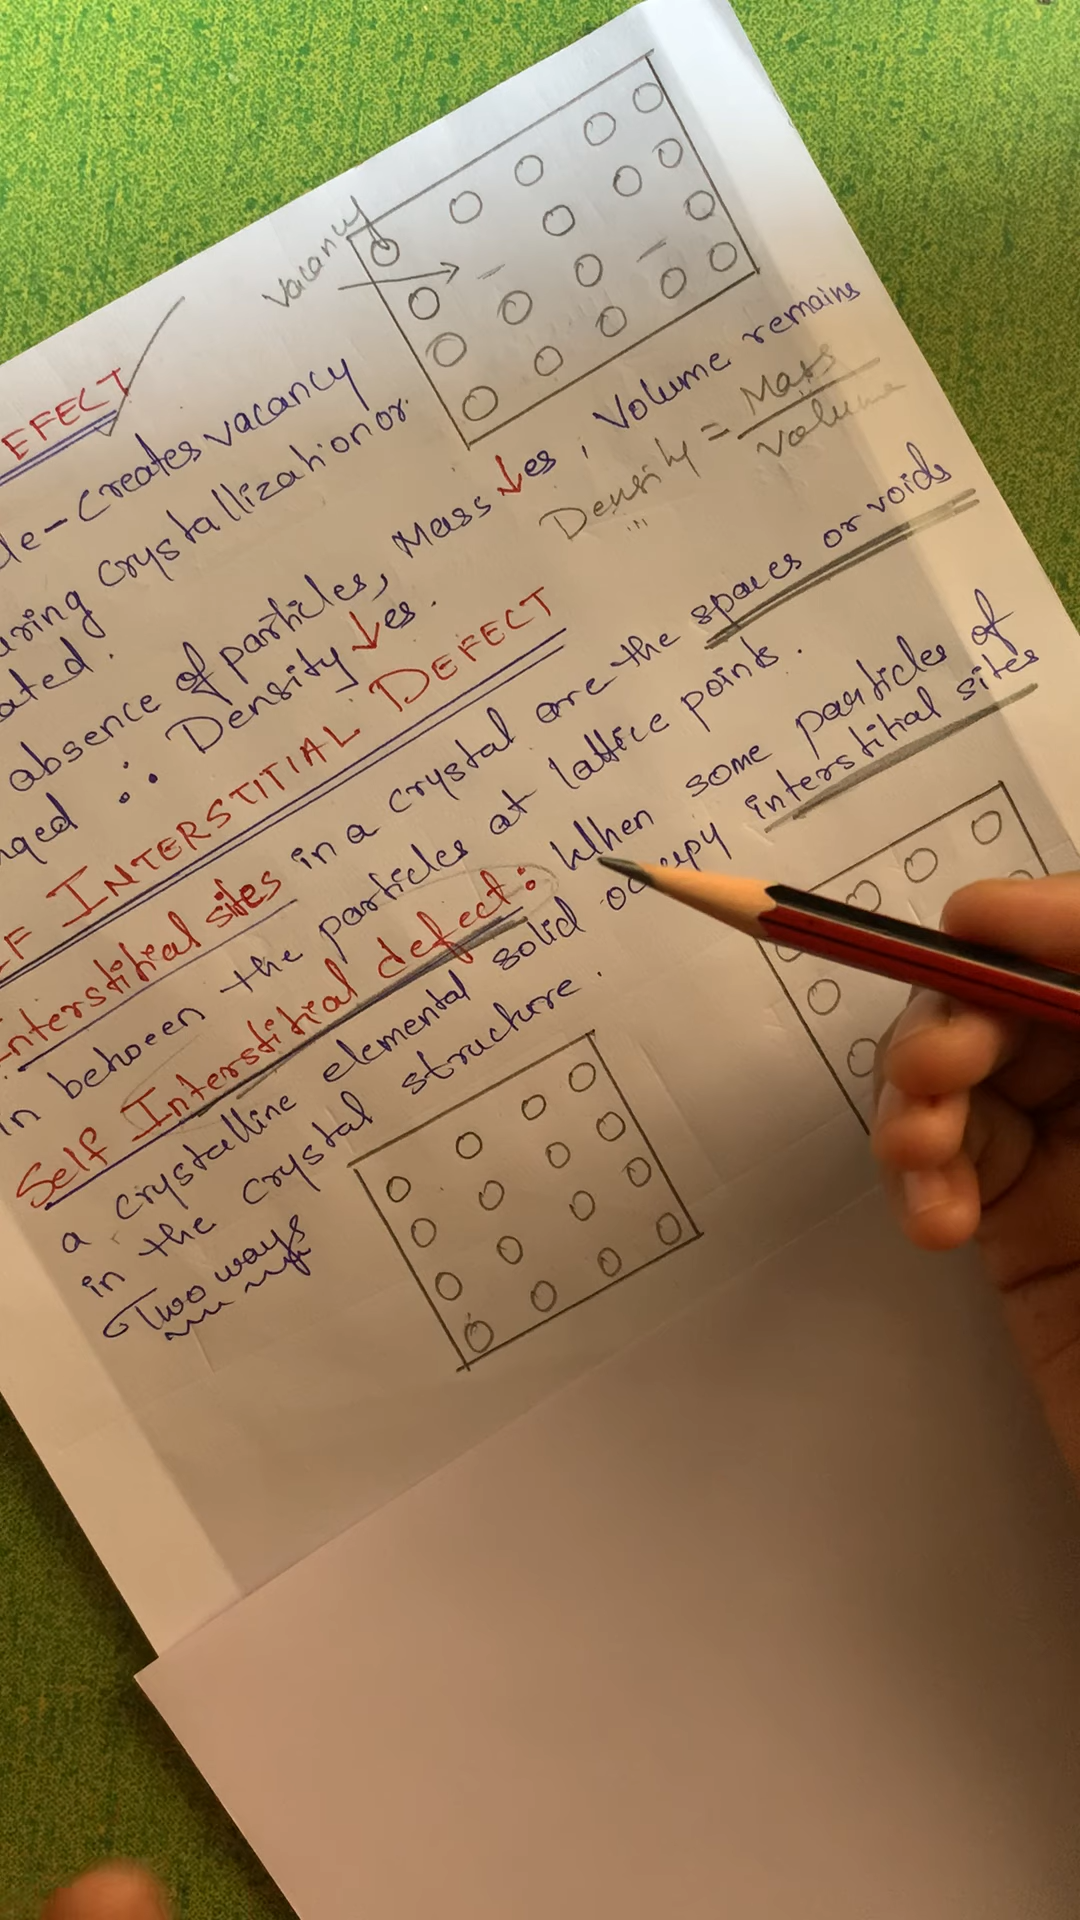 Vacancy
EFECT
de-creates vacancy
aring crystallization or
ated.
absence of particles, Mass ↓es, Volume remains
nged ∴ Density ↓es.
Density = Mass
Volume
LF INTERSTITIAL DEFECT
Interstitial sites in a crystal are the spaces or voids
in between the particles at lattice points.
Self Interstitial defect: When some particles of
a crystalline elemental solid occupy interstitial sites
in the crystal structure.
Two ways